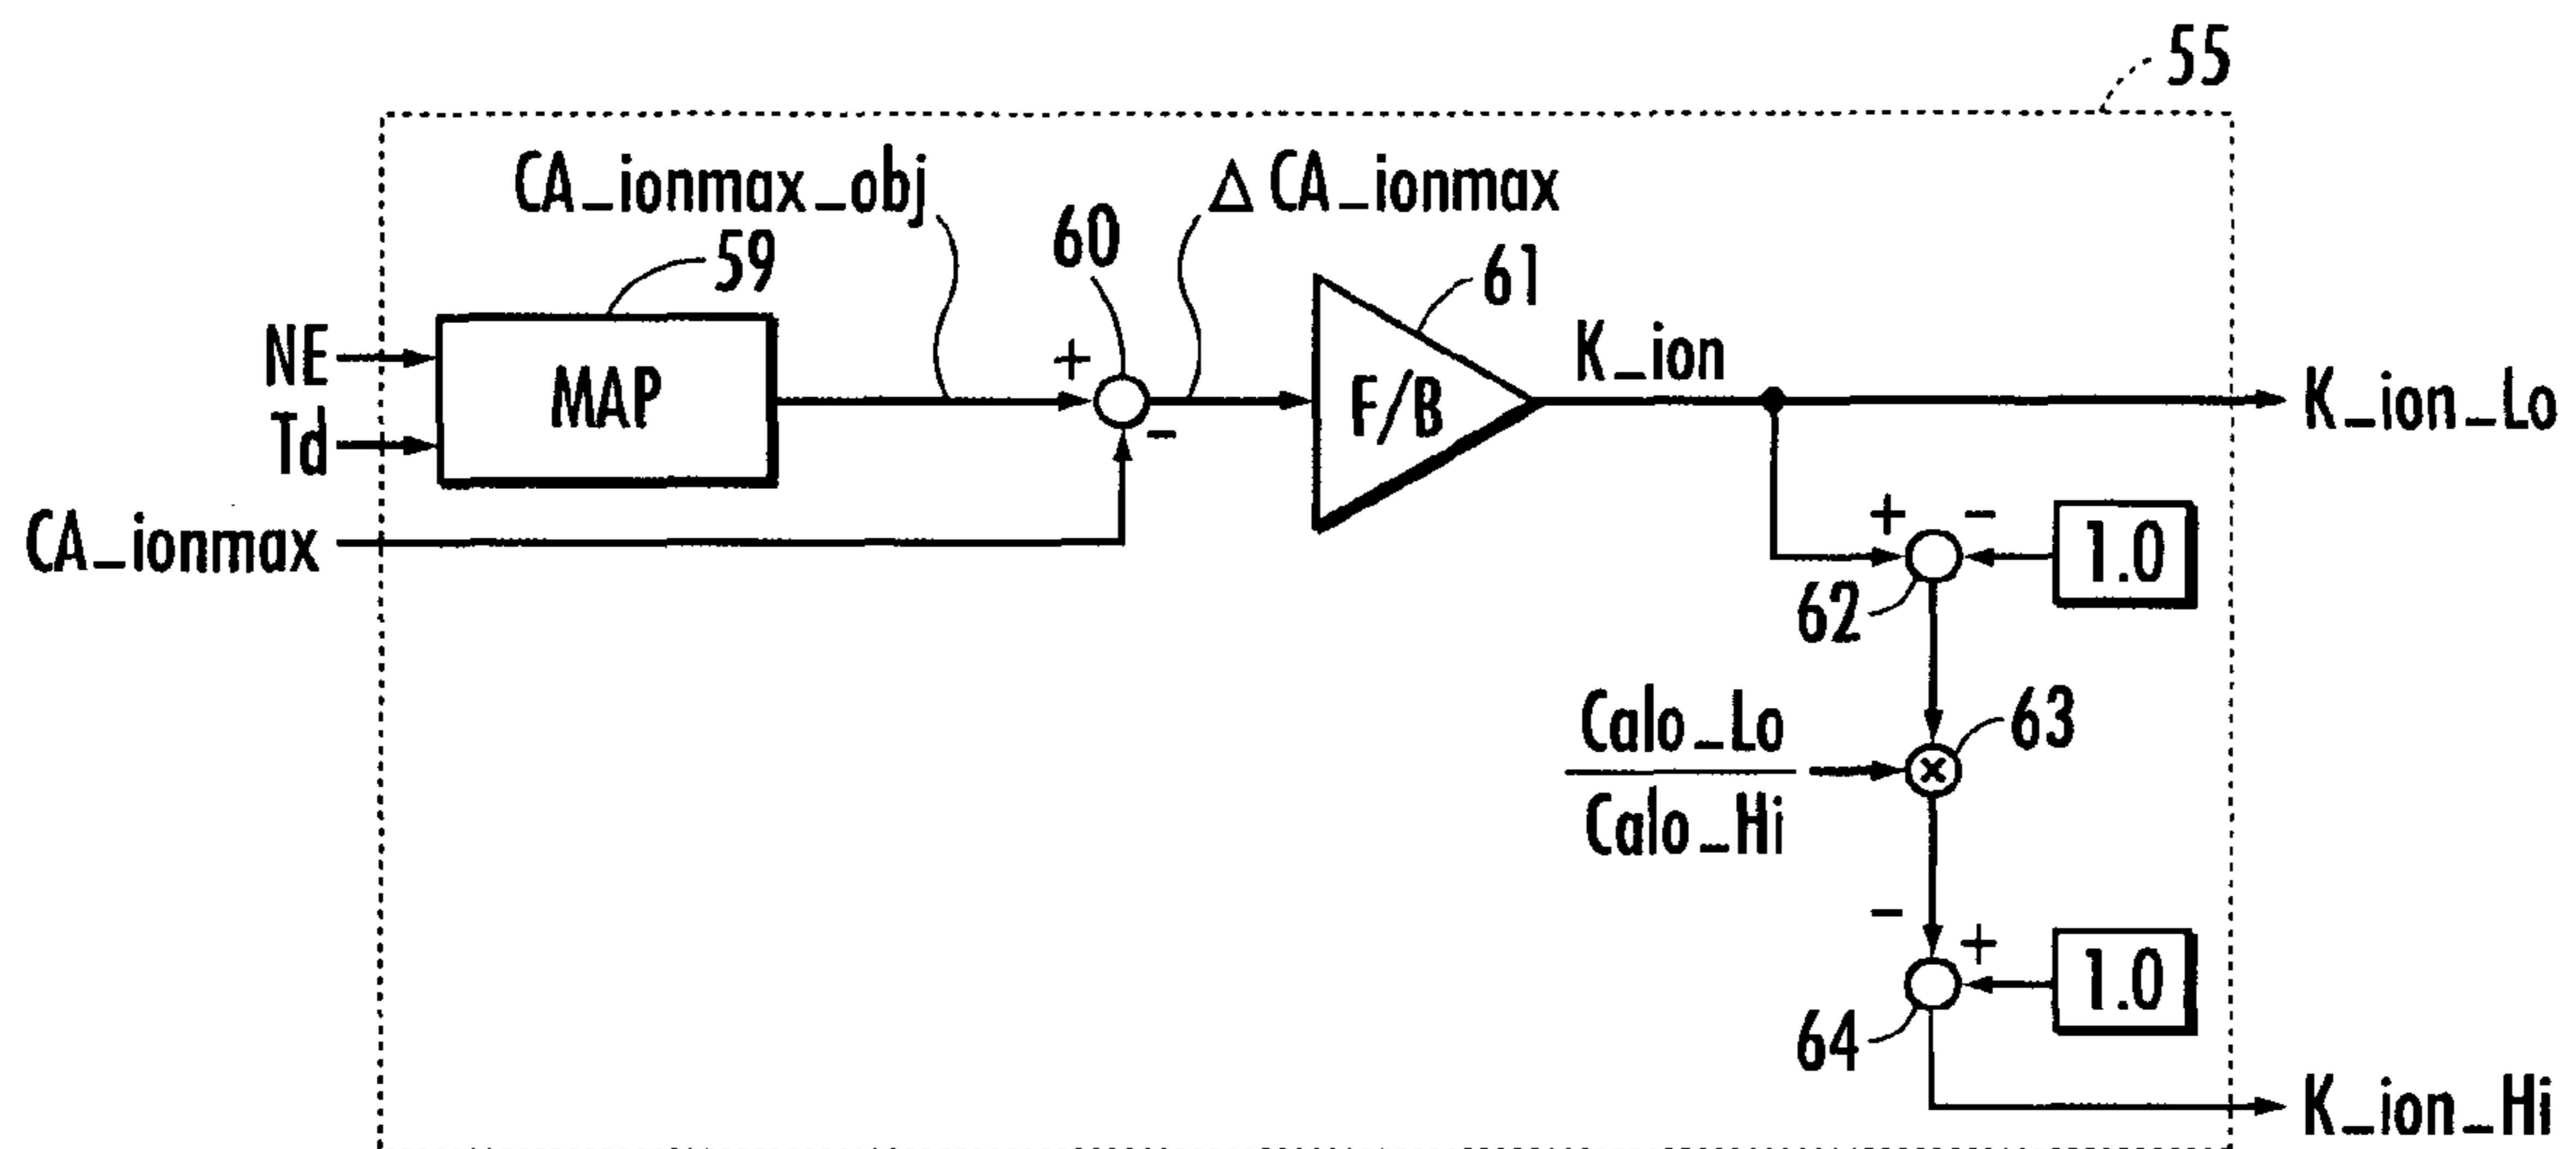 55
CA_ionmax_obj
Δ CA_ionmax
60
59
61
NE
MAP
+
F/B
K_ion
K_ion_Lo
Td
-
CA_ionmax
+
-
1.0
62
Calo_Lo
Calo_Hi
×
63
-
+
1.0
64
K_ion_Hi